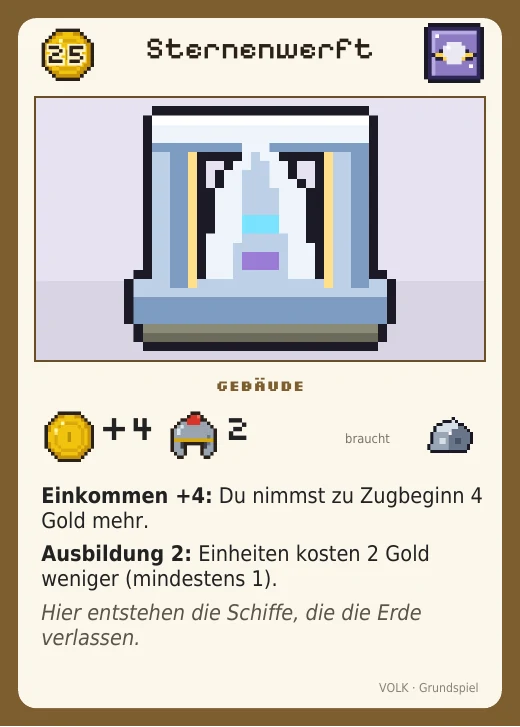 25
Sternenwerft
GEBÄUDE
+4 2
braucht
Einkommen +4: Du nimmst zu Zugbeginn 4
Gold mehr.
Ausbildung 2: Einheiten kosten 2 Gold
weniger (mindestens 1).
Hier entstehen die Schiffe, die die Erde
verlassen.
VOLK · Grundspiel